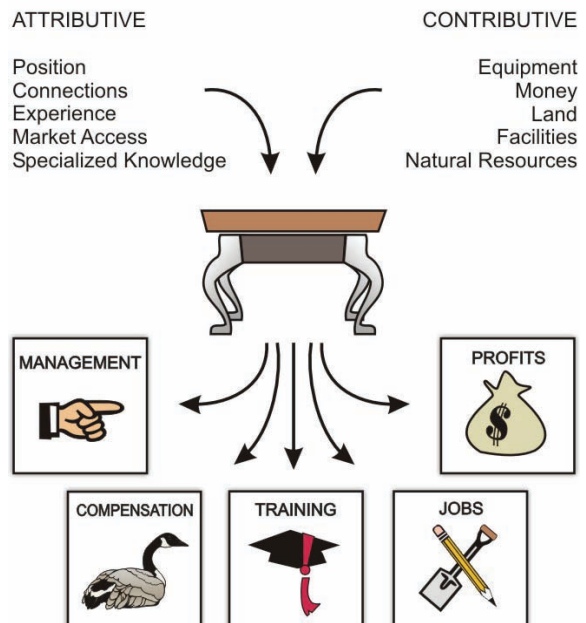 ATTRIBUTIVE
Position
Connections
Experience
Market Access
Specialized Knowledge
CONTRIBUTIVE
Equipment
Money
Land
Facilities
Natural Resources
MANAGEMENT
PROFITS
$
COMPENSATION
TRAINING
JOBS